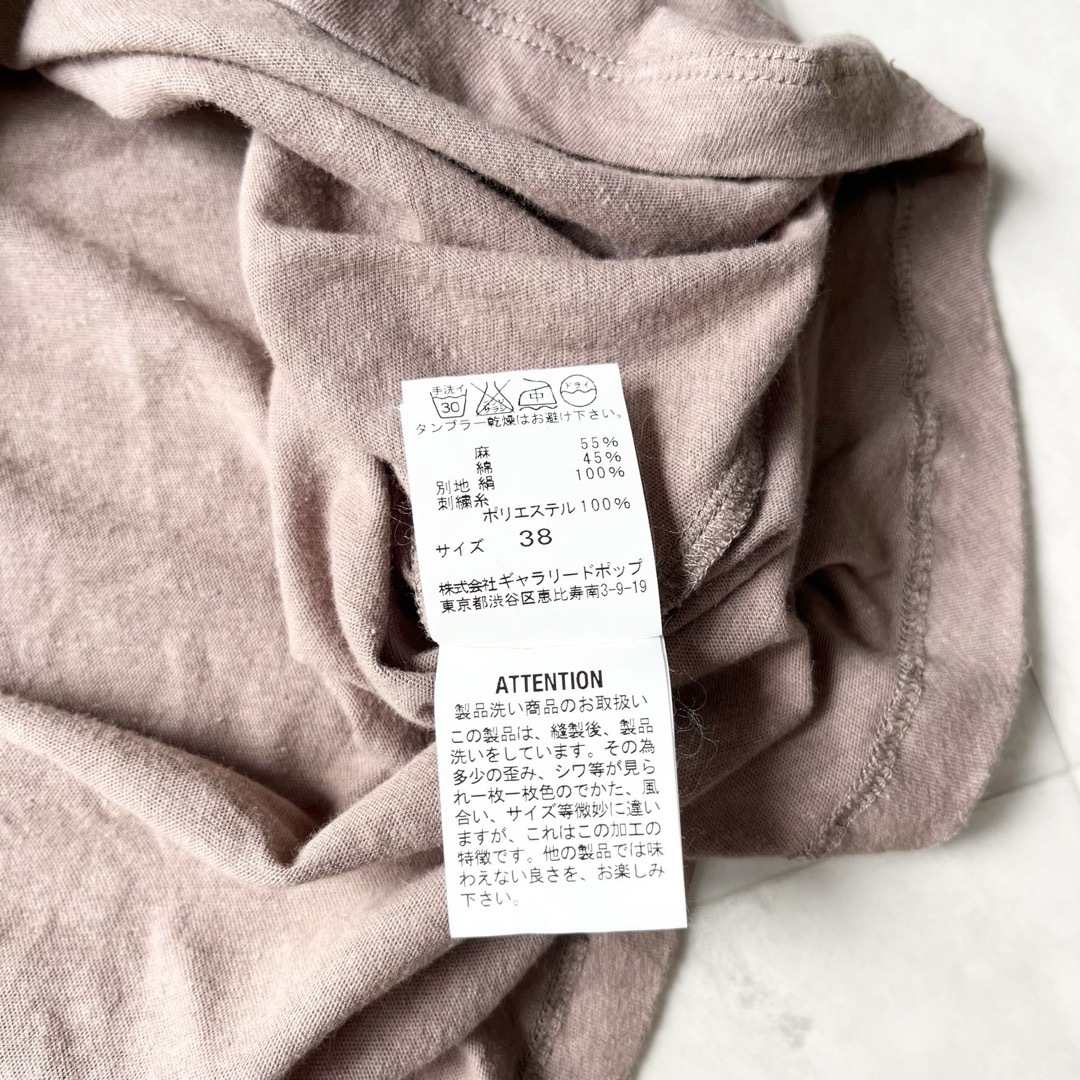 手洗イ エンソサラシ 中 ドライ
30
タンブラー乾燥はお避け下さい。
麻 55%
綿 45%
別地 絹 100%
刺繍糸
ポリエステル100%
サイズ 38
株式会社ギャラリードポップ
東京都渋谷区恵比寿南3-9-19
ATTENTION
製品洗い商品のお取扱い
この製品は、縫製後、製品
洗いをしています。その為
多少の歪み、シワ等が見ら
れ一枚一枚色のでかた、風
合い、サイズ等微妙に違い
ますが、これはこの加工の
特徴です。他の製品では味
わえない良さを、お楽しみ
下さい。